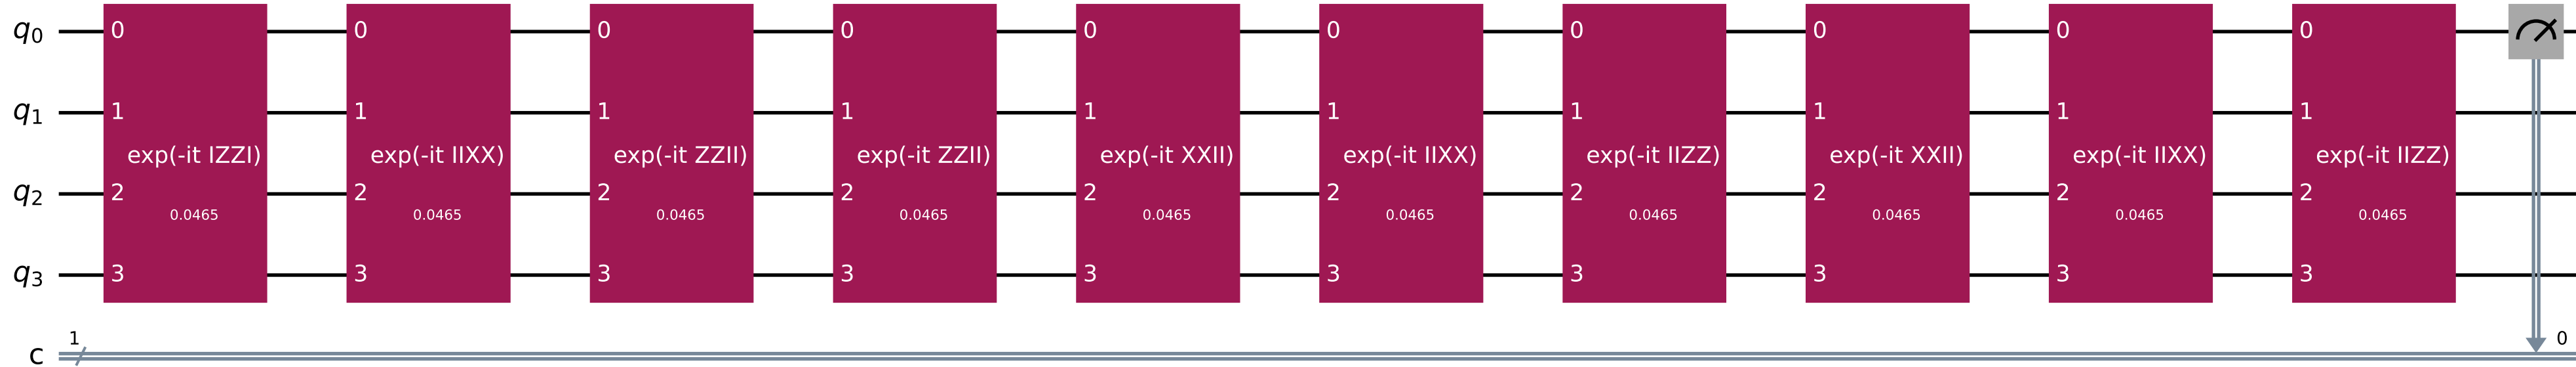 q0 0 0 0 0 0 0 0 0 0 0
q1 1 1 1 1 1 1 1 1 1 1
exp(-it IZZI) exp(-it IIXX) exp(-it ZZII) exp(-it ZZII) exp(-it XXII) exp(-it IIXX) exp(-it IIZZ) exp(-it XXII) exp(-it IIXX) exp(-it IIZZ)
q2 2 2 2 2 2 2 2 2 2 2
0.0465 0.0465 0.0465 0.0465 0.0465 0.0465 0.0465 0.0465 0.0465 0.0465
q3 3 3 3 3 3 3 3 3 3 3
1 0
c